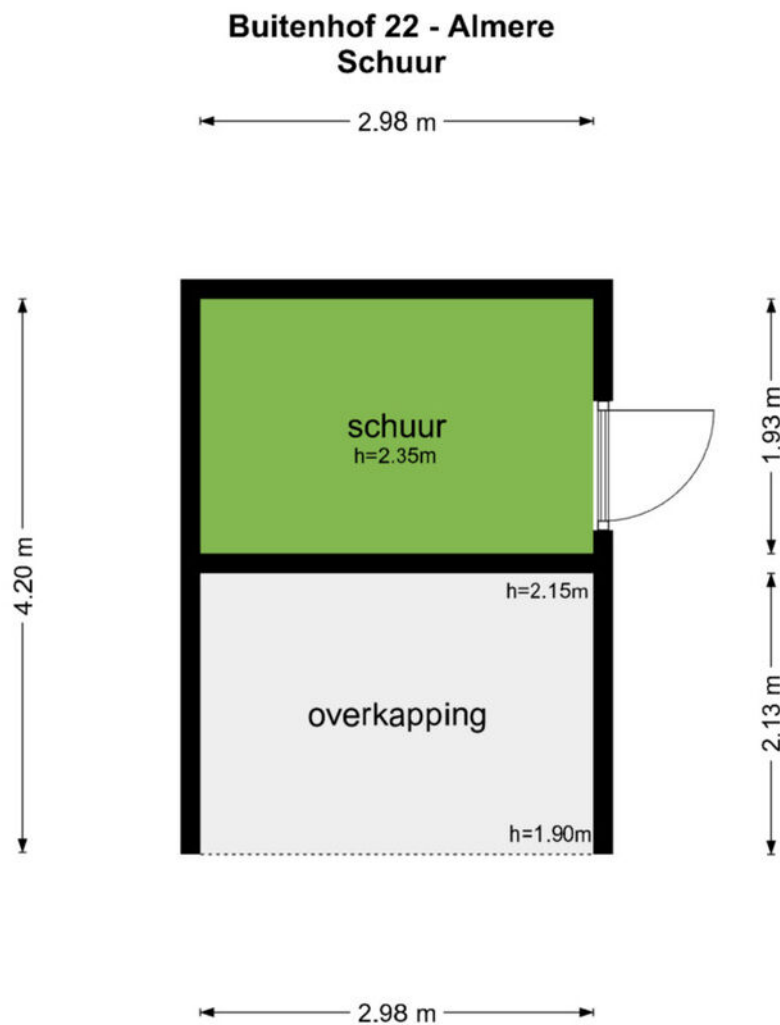 Buitenhof 22 - Almere
Schuur
2.98 m
schuur
h=2.35m
1.93 m
4.20 m
h=2.15m
overkapping
2.13 m
h=1.90m
2.98 m